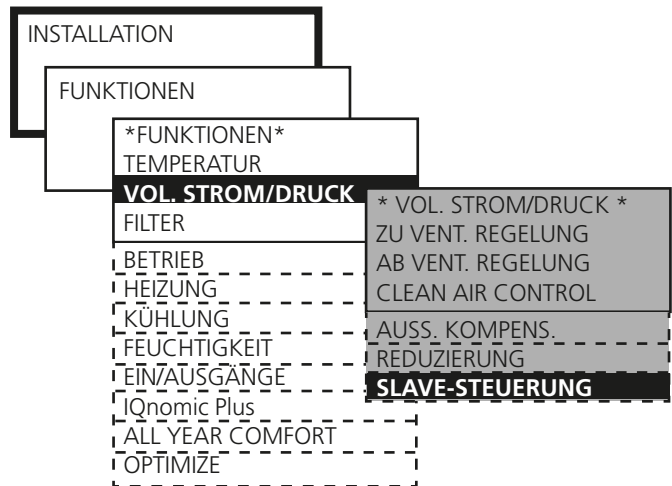 INSTALLATION
FUNKTIONEN
*FUNKTIONEN*
TEMPERATUR
VOL. STROM/DRUCK
FILTER
BETRIEB
HEIZUNG
KÜHLUNG
FEUCHTIGKEIT
EIN/AUSGÄNGE
IQnomic Plus
ALL YEAR COMFORT
OPTIMIZE
* VOL. STROM/DRUCK *
ZU VENT. REGELUNG
AB VENT. REGELUNG
CLEAN AIR CONTROL
AUSS. KOMPENS.
REDUZIERUNG
SLAVE-STEUERUNG